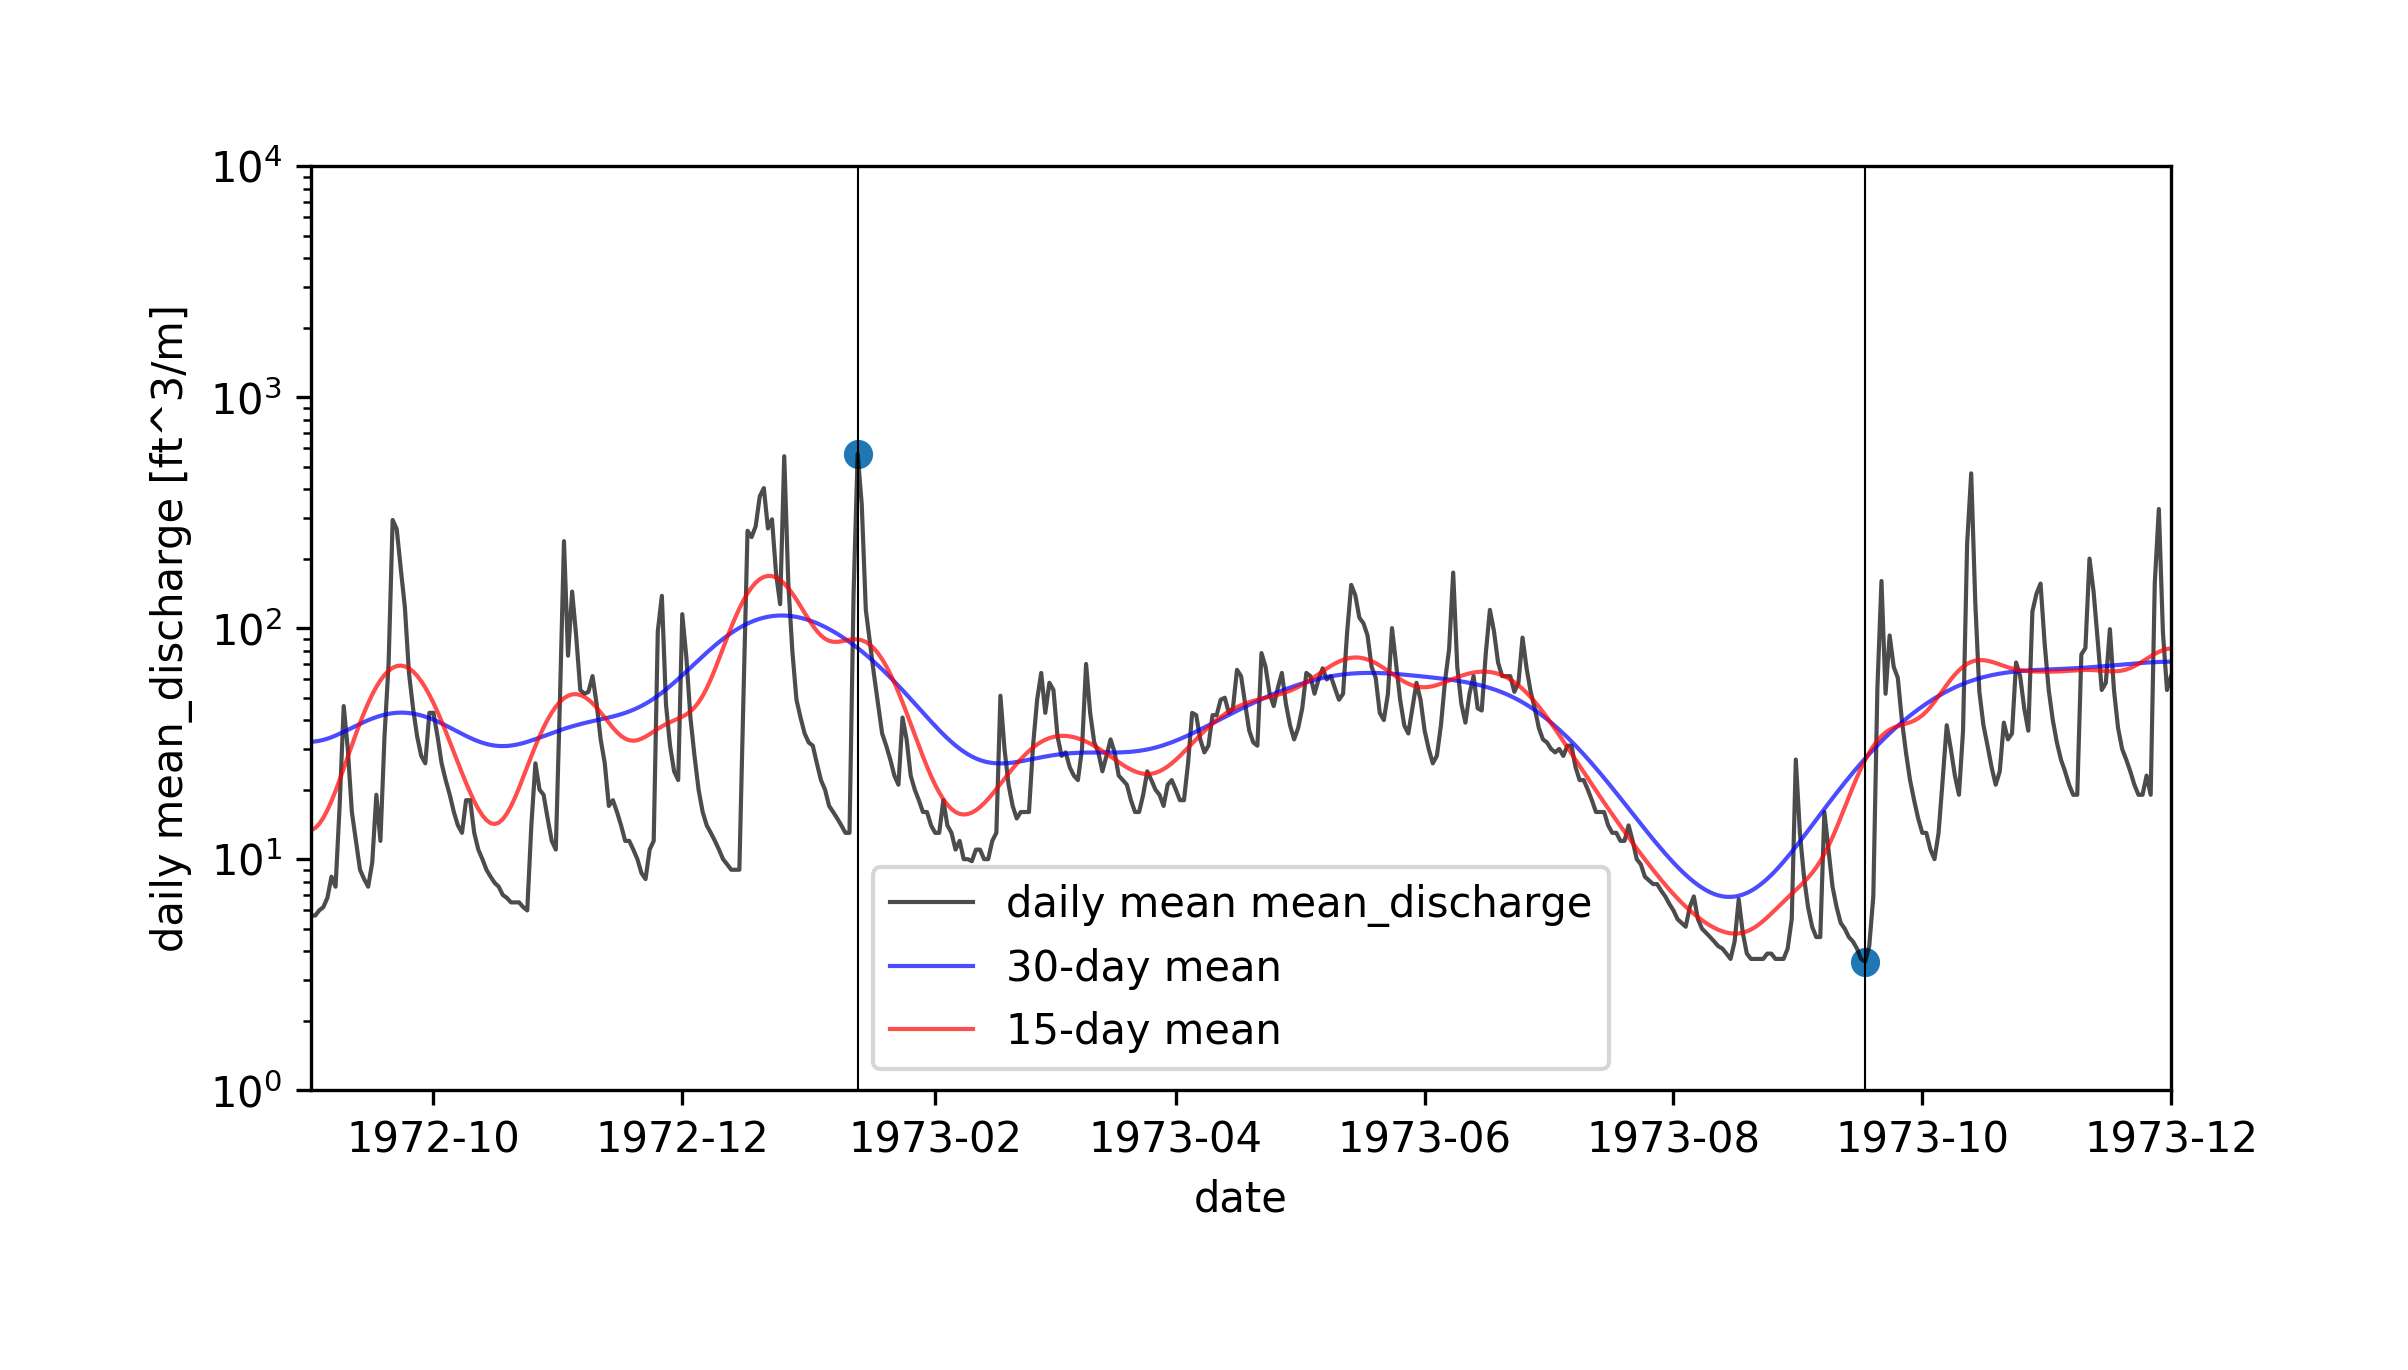 10^4
10^3
10^2
10^1
10^0
daily mean_discharge [ft^3/m]
daily mean mean_discharge
30-day mean
15-day mean
1972-10 1972-12 1973-02 1973-04 1973-06 1973-08 1973-10 1973-12
date